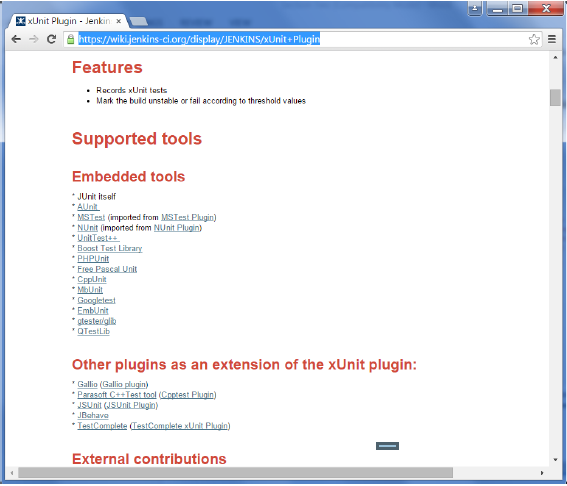 xUnit Plugin - Jenkin
https://wiki.jenkins-ci.org/display/JENKINS/xUnit+Plugin
Features
• Records xUnit tests
• Mark the build unstable or fail according to threshold values
Supported tools
Embedded tools
* JUnit itself
* AUnit
* MSTest (imported from MSTest Plugin)
* NUnit (imported from NUnit Plugin)
* UnitTest++
* Boost Test Library
* PHPUnit
* Free Pascal Unit
* CppUnit
* MbUnit
* Googletest
* EmbUnit
* gtester/glib
* QTestLib
Other plugins as an extension of the xUnit plugin:
* Gallio (Gallio plugin)
* Parasoft C++Test tool (Cpptest Plugin)
* JSUnit (JSUnit Plugin)
* JBehave
* TestComplete (TestComplete xUnit Plugin)
External contributions